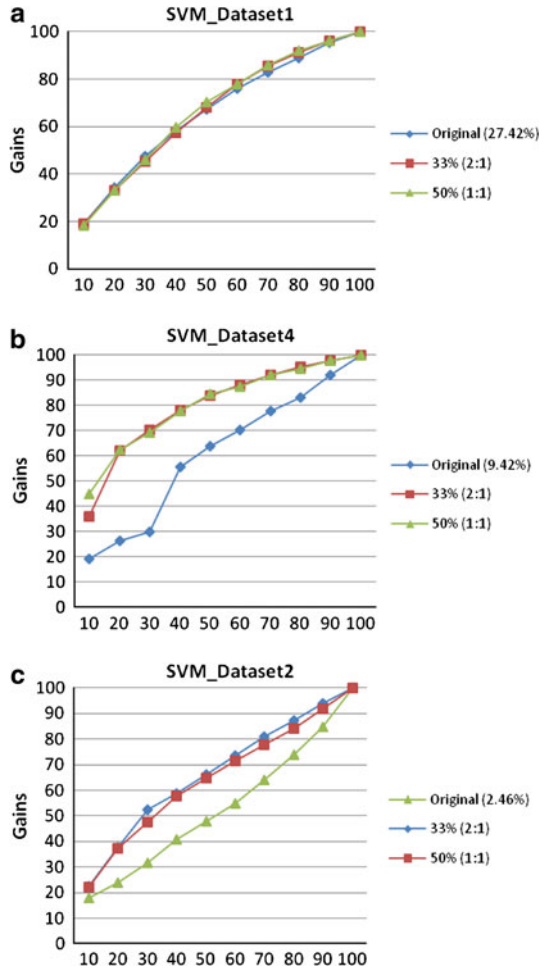 a
SVM_Dataset1
100
80
60
40
20
0
Gains
10 20 30 40 50 60 70 80 90 100
Original (27.42%)
33% (2:1)
50% (1:1)
b
SVM_Dataset4
100
90
80
70
60
50
40
30
20
10
0
Gains
10 20 30 40 50 60 70 80 90 100
Original (9.42%)
33% (2:1)
50% (1:1)
c
SVM_Dataset2
100
90
80
70
60
50
40
30
20
10
0
Gains
10 20 30 40 50 60 70 80 90 100
Original (2.46%)
33% (2:1)
50% (1:1)